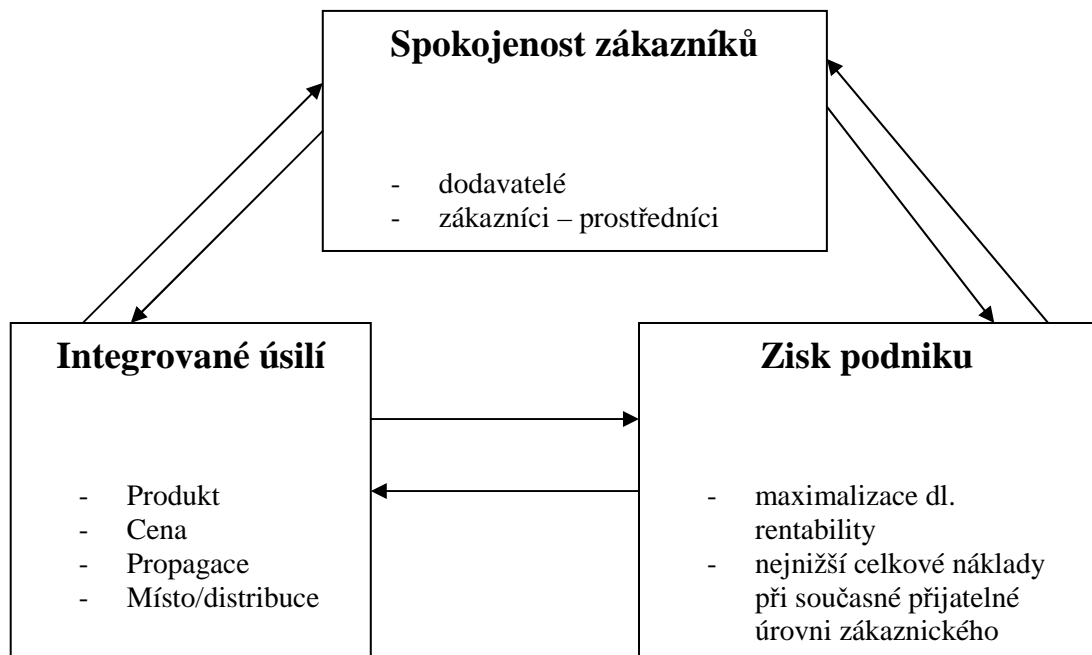 Spokojenost zákazníků
- dodavatelé
- zákazníci – prostředníci
Integrované úsilí
- Produkt
- Cena
- Propagace
- Místo/distribuce
Zisk podniku
- maximalizace dl.
rentability
- nejnižší celkové náklady
při současné přijatelné
úrovni zákaznického